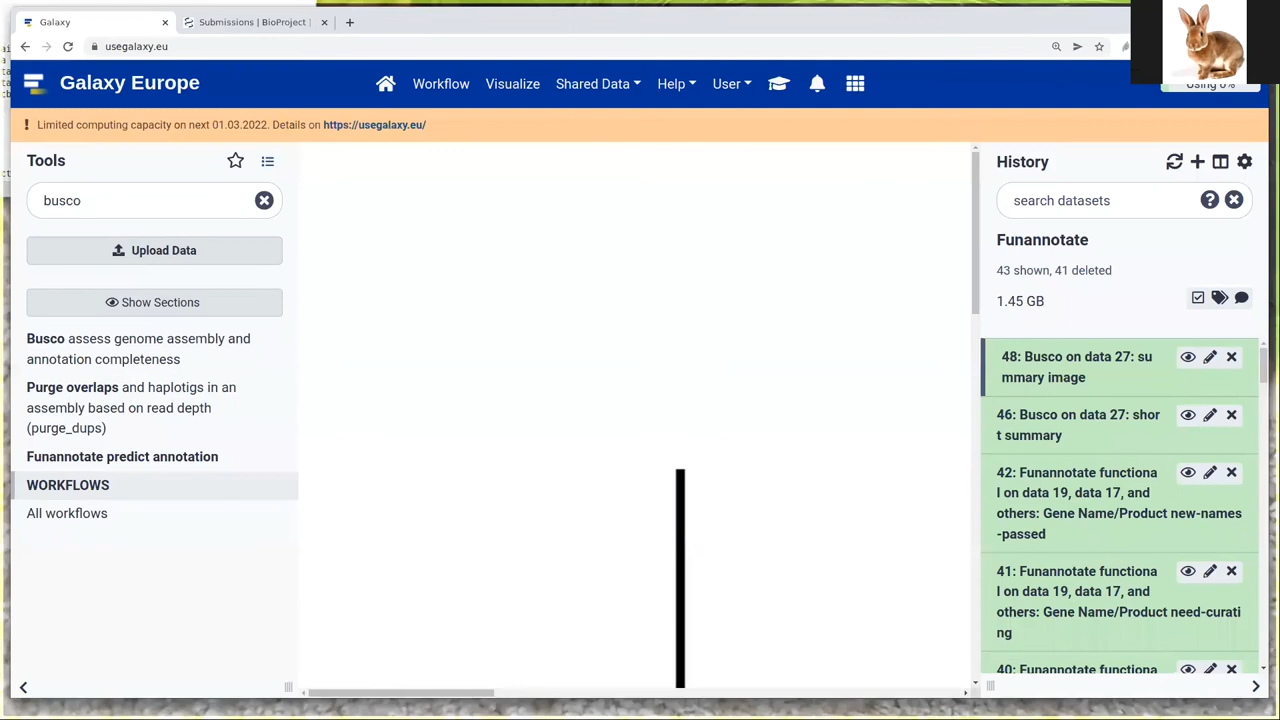 Galaxy
Submissions | BioProject
usegalaxy.eu
Galaxy Europe
Workflow
Visualize
Shared Data
Help
User
Using 6%
! Limited computing capacity on next 01.03.2022. Details on https://usegalaxy.eu/
Tools
busco
Upload Data
Show Sections
Busco assess genome assembly and
annotation completeness
Purge overlaps and haplotigs in an
assembly based on read depth
(purge_dups)
Funannotate predict annotation
WORKFLOWS
All workflows
History
search datasets
Funannotate
43 shown, 41 deleted
1.45 GB
48: Busco on data 27: su
mmary image
46: Busco on data 27: shor
t summary
42: Funannotate functiona
l on data 19, data 17, and
others: Gene Name/Product new-names
-passed
41: Funannotate functiona
l on data 19, data 17, and
others: Gene Name/Product need-curati
ng
40: Funannotate functiona